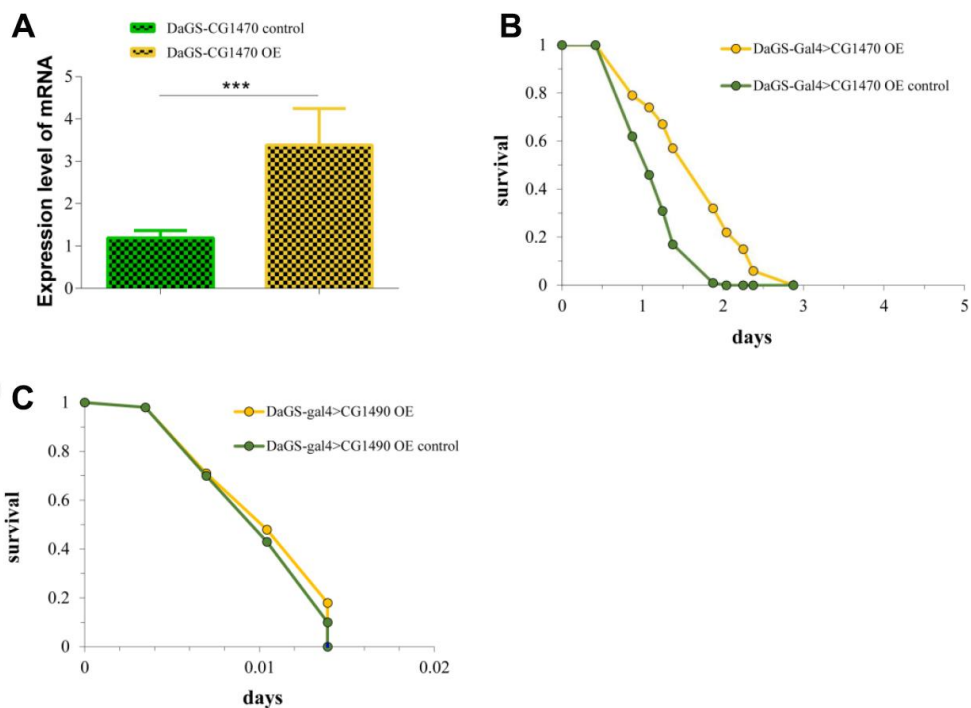 A
DaGS-CG1470 control
DaGS-CG1470 OE
Expression level of mRNA
5
4
3
2
1
0
***
B
DaGS-Gal4>CG1470 OE
DaGS-Gal4>CG1470 OE control
survival
1
0.8
0.6
0.4
0.2
0
0
1
2
3
4
5
days
C
DaGS-gal4>CG1490 OE
DaGS-gal4>CG1490 OE control
survival
1
0.8
0.6
0.4
0.2
0
0
0.01
0.02
days